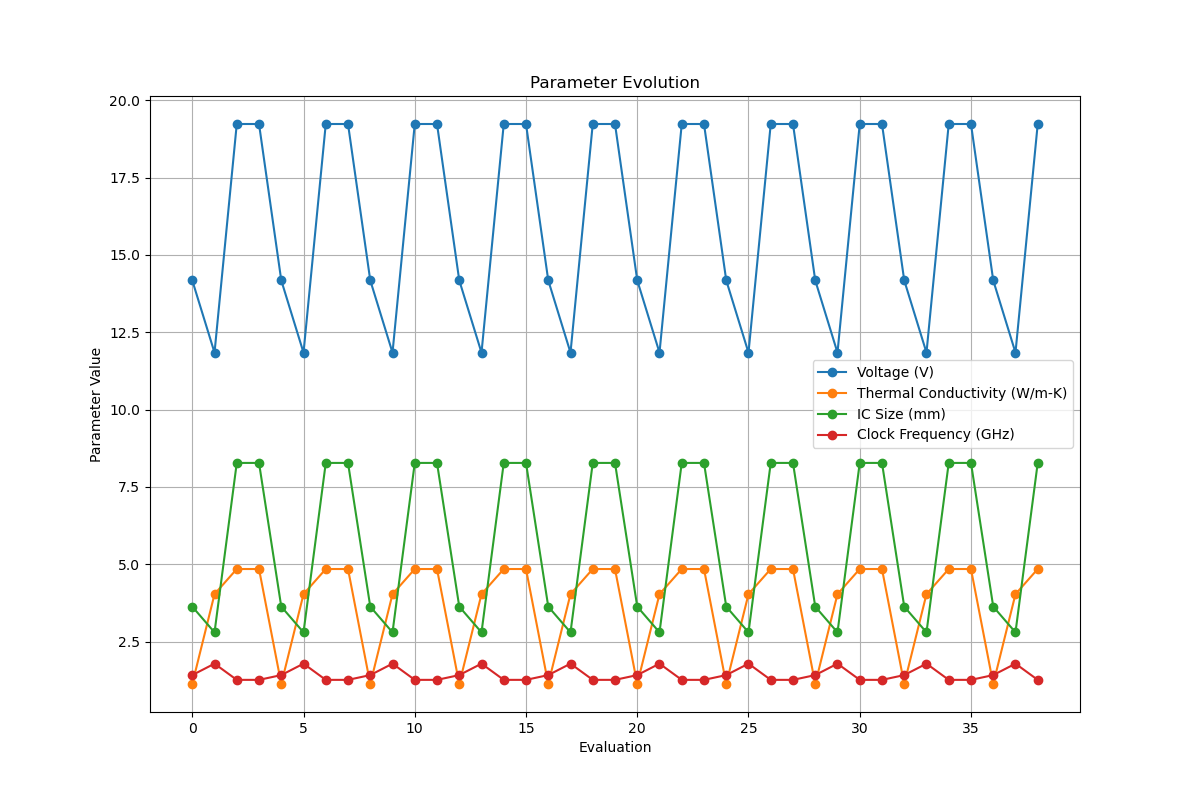 Parameter Evolution
20.0
17.5
15.0
12.5
10.0
7.5
5.0
2.5
Parameter Value
Voltage (V)
Thermal Conductivity (W/m-K)
IC Size (mm)
Clock Frequency (GHz)
0 5 10 15 20 25 30 35
Evaluation